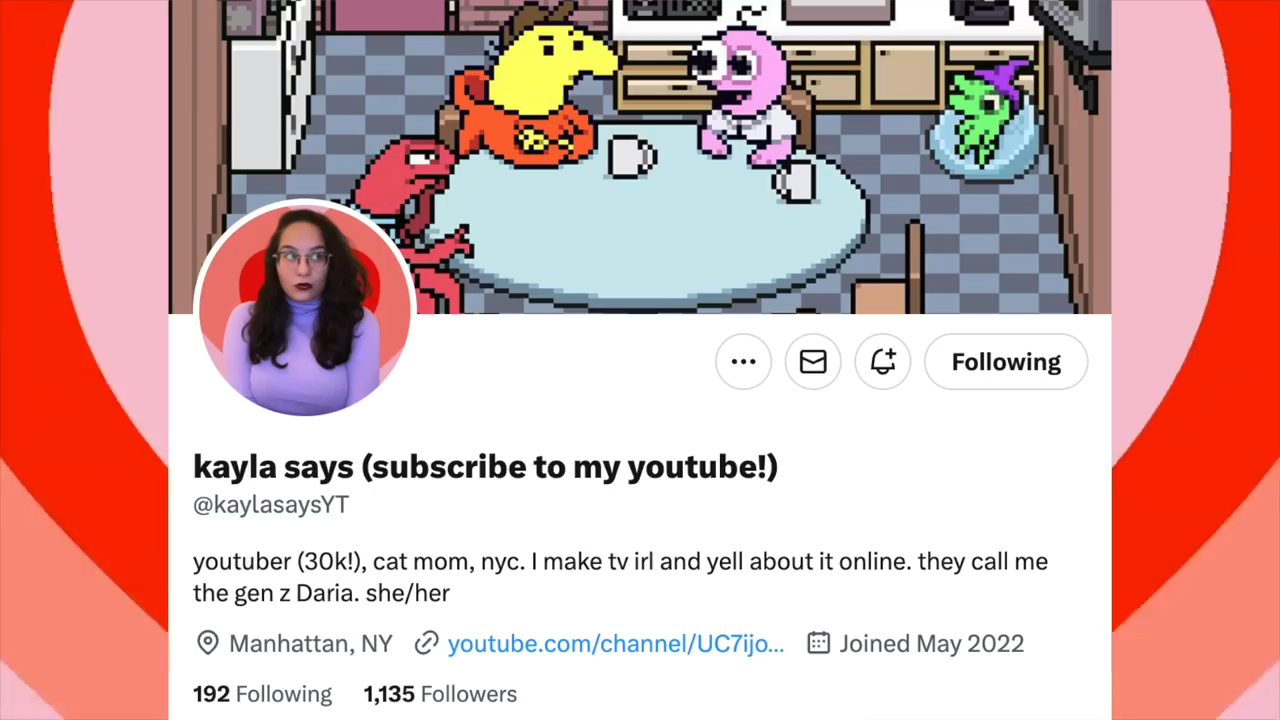 Following
kayla says (subscribe to my youtube!)
@kaylasaysYT
youtuber (30k!), cat mom, nyc. I make tv irl and yell about it online. they call me
the gen z Daria. she/her
Manhattan, NY youtube.com/channel/UC7ijo... Joined May 2022
192 Following 1,135 Followers